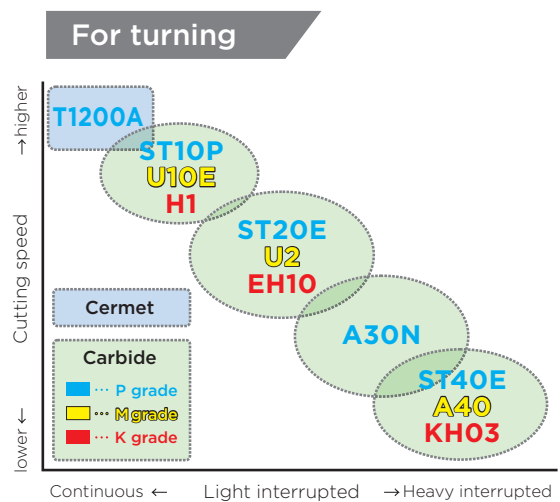 For turning
→higher
Cutting speed
lower←
T1200A
ST10P
U10E
H1
ST20E
U2
EH10
A30N
ST40E
A40
KH03
Cermet
Carbide
··· P grade
··· M grade
··· K grade
Continuous ← Light interrupted →Heavy interrupted